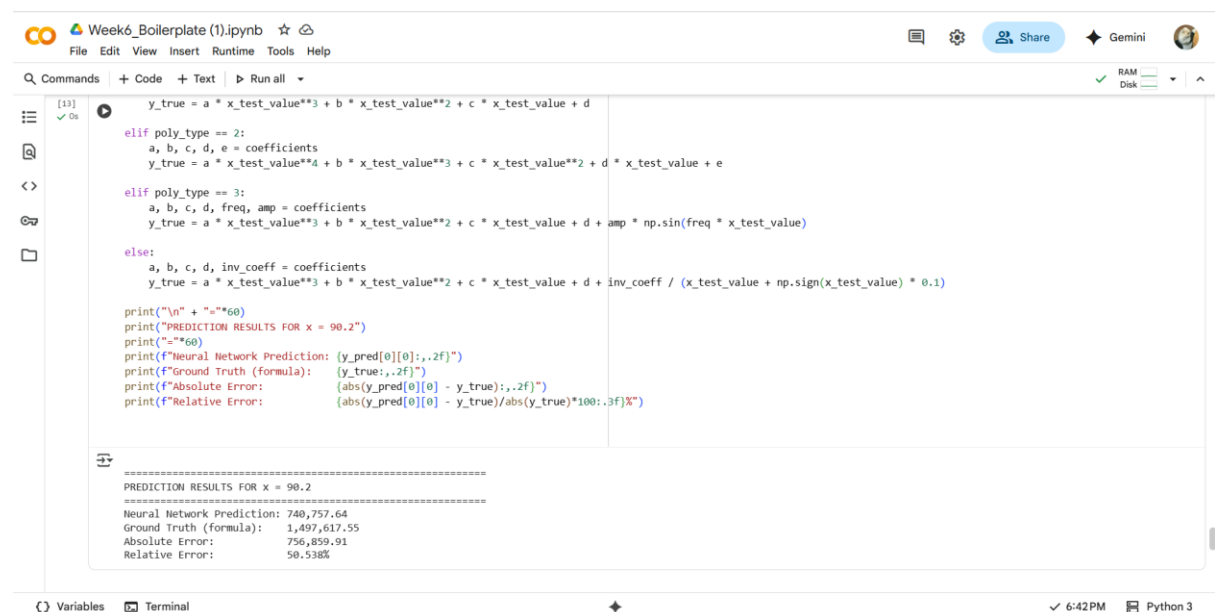 CO Week6_Boilerplate (1).ipynb
File Edit View Insert Runtime Tools Help
Share
Gemini
Commands + Code + Text Run all
RAM
Disk
[13]
0s
y_true = a * x_test_value**3 + b * x_test_value**2 + c * x_test_value + d
elif poly_type == 2:
a, b, c, d, e = coefficients
y_true = a * x_test_value**4 + b * x_test_value**3 + c * x_test_value**2 + d * x_test_value + e
elif poly_type == 3:
a, b, c, d, freq, amp = coefficients
y_true = a * x_test_value**3 + b * x_test_value**2 + c * x_test_value + d + amp * np.sin(freq * x_test_value)
else:
a, b, c, d, inv_coeff = coefficients
y_true = a * x_test_value**3 + b * x_test_value**2 + c * x_test_value + d + inv_coeff / (x_test_value + np.sign(x_test_value) * 0.1)
print("\n" + "="*60)
print("PREDICTION RESULTS FOR x = 90.2")
print("="*60)
print(f"Neural Network Prediction: {y_pred[0][0]:,.2f}")
print(f"Ground Truth (formula): {y_true:,.2f}")
print(f"Absolute Error: {abs(y_pred[0][0] - y_true):,.2f}")
print(f"Relative Error: {abs(y_pred[0][0] - y_true)/abs(y_true)*100:.3f}%")
============================================================
PREDICTION RESULTS FOR x = 90.2
============================================================
Neural Network Prediction: 740,757.64
Ground Truth (formula): 1,497,617.55
Absolute Error: 756,859.91
Relative Error: 50.538%
{} Variables Terminal 6:42 PM Python 3